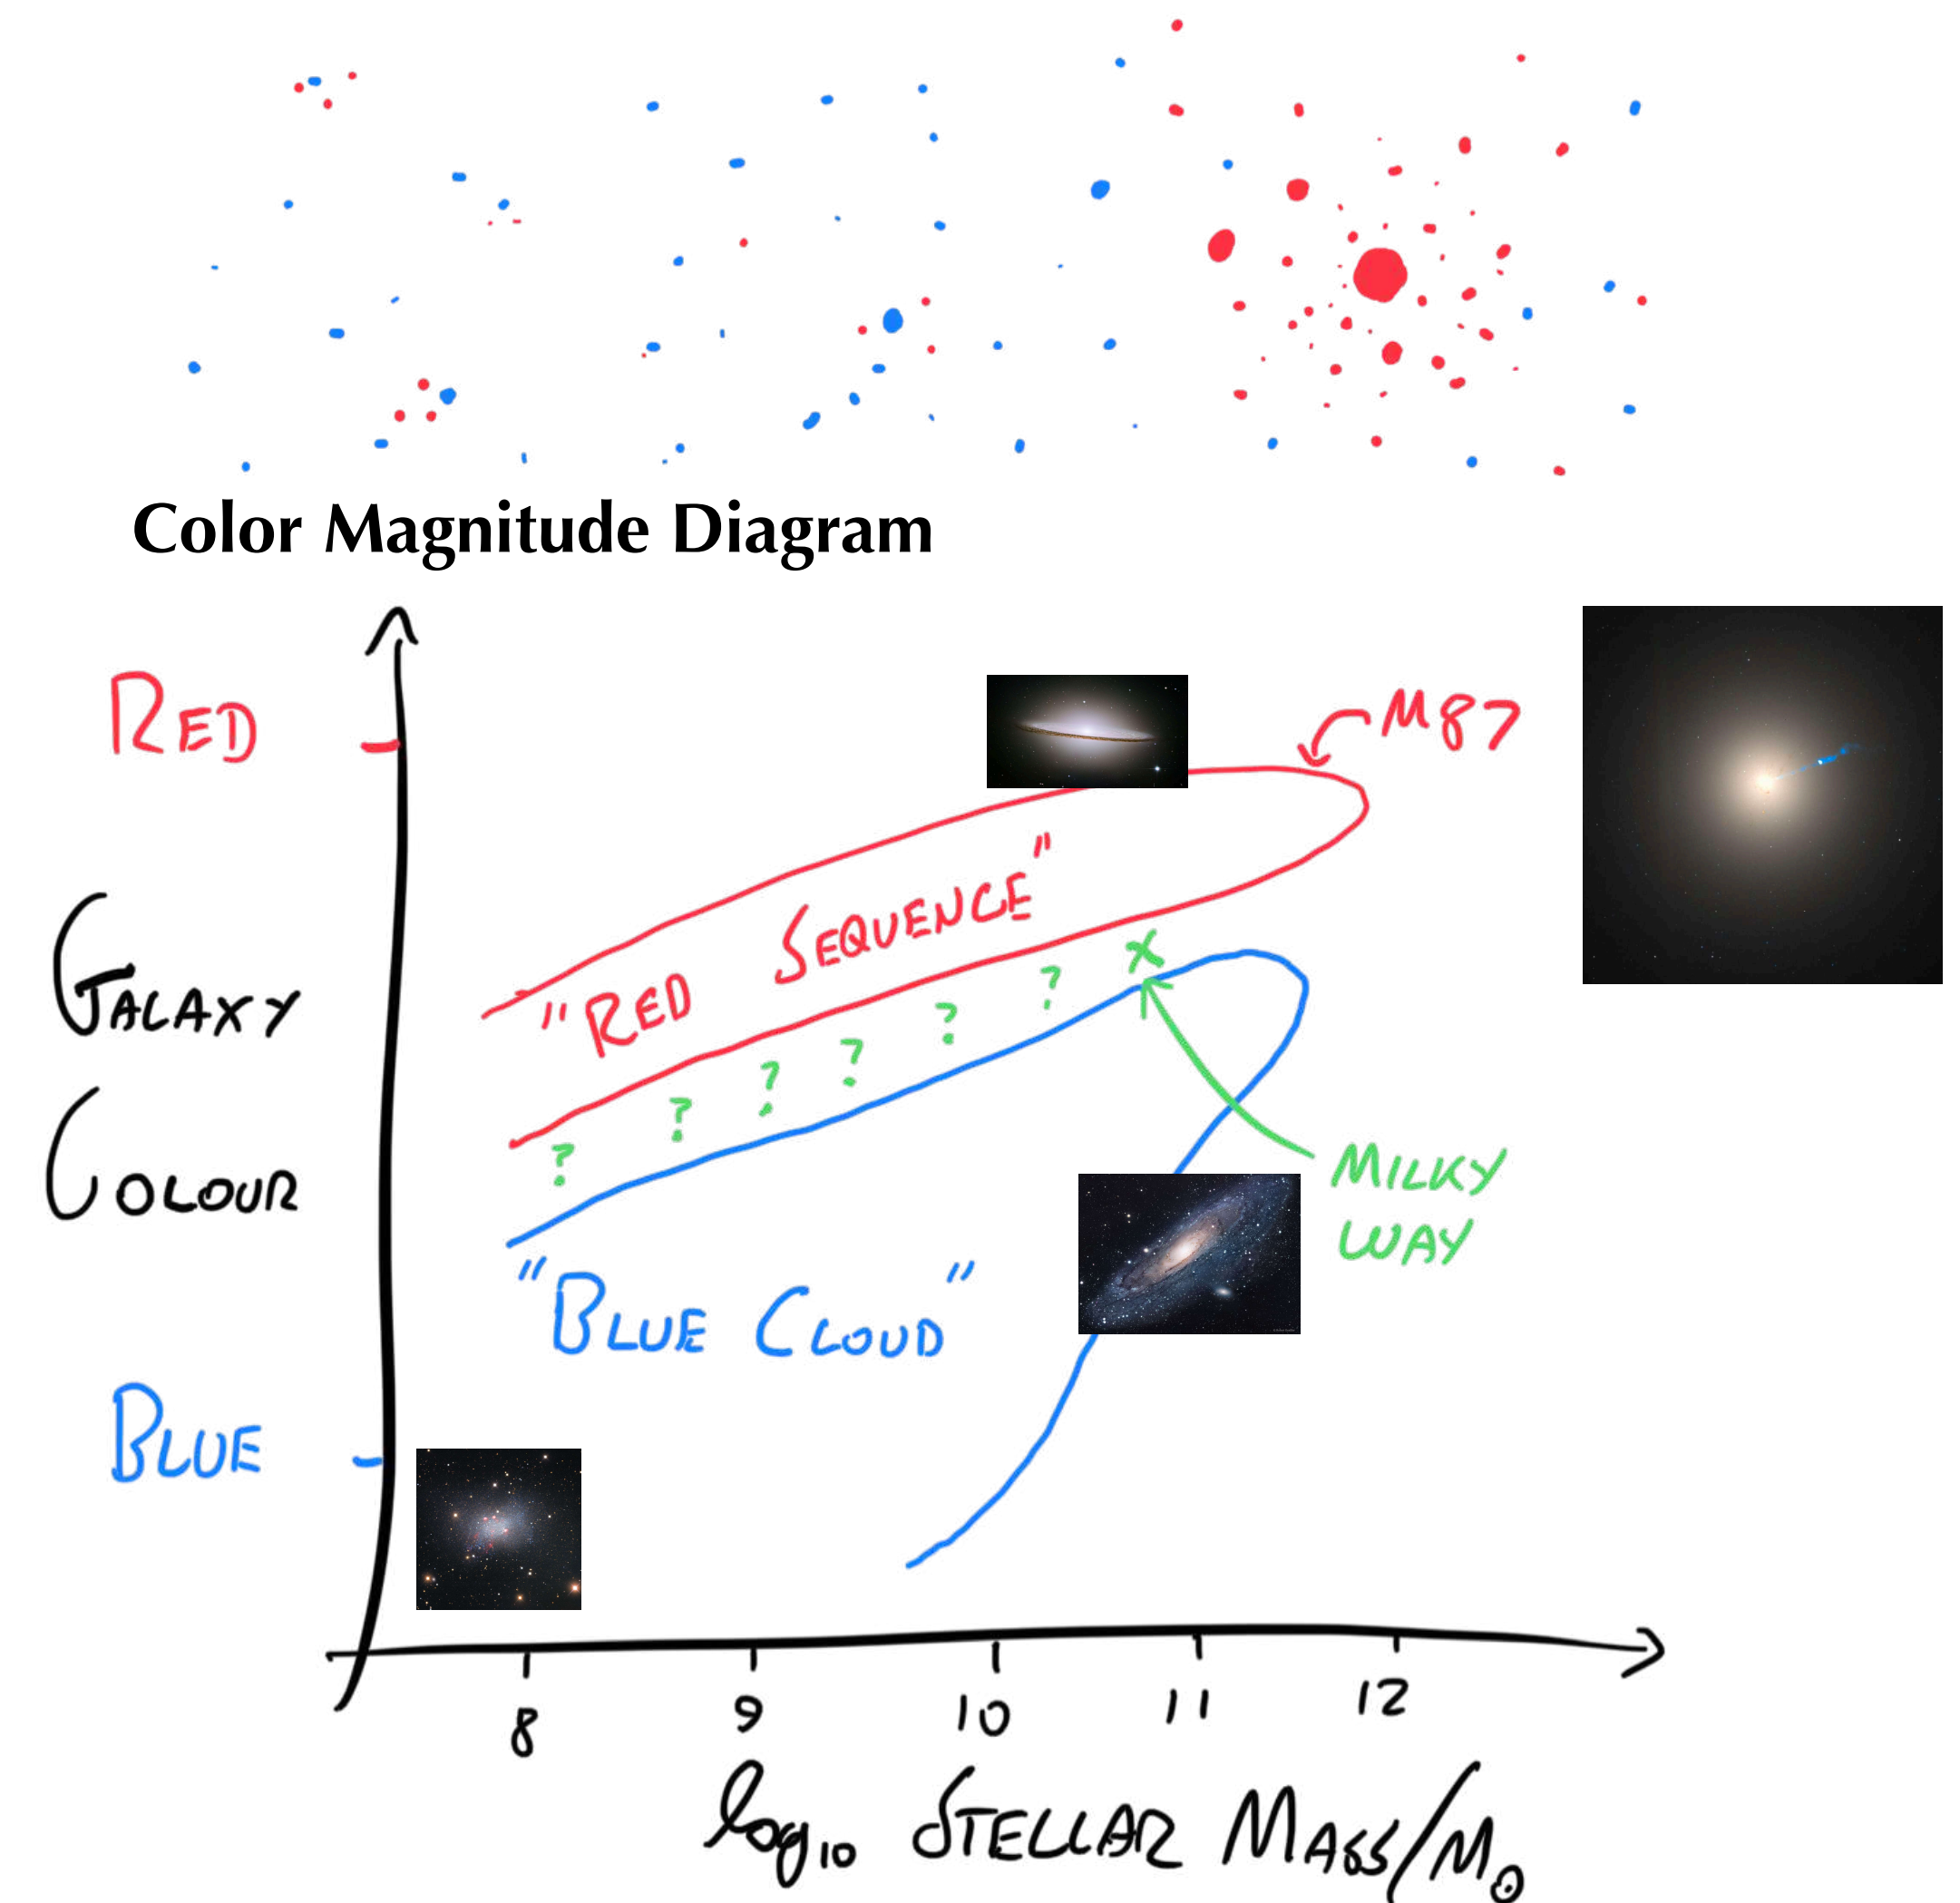 Color Magnitude Diagram
RED
M87
"RED SEQUENCE"
GALAXY
COLOUR
X
? ? ? ? ? ?
MILKY
WAY
"BLUE CLOUD"
BLUE
8 9 10 11 12
log₁₀ STELLAR MASS/M⊙